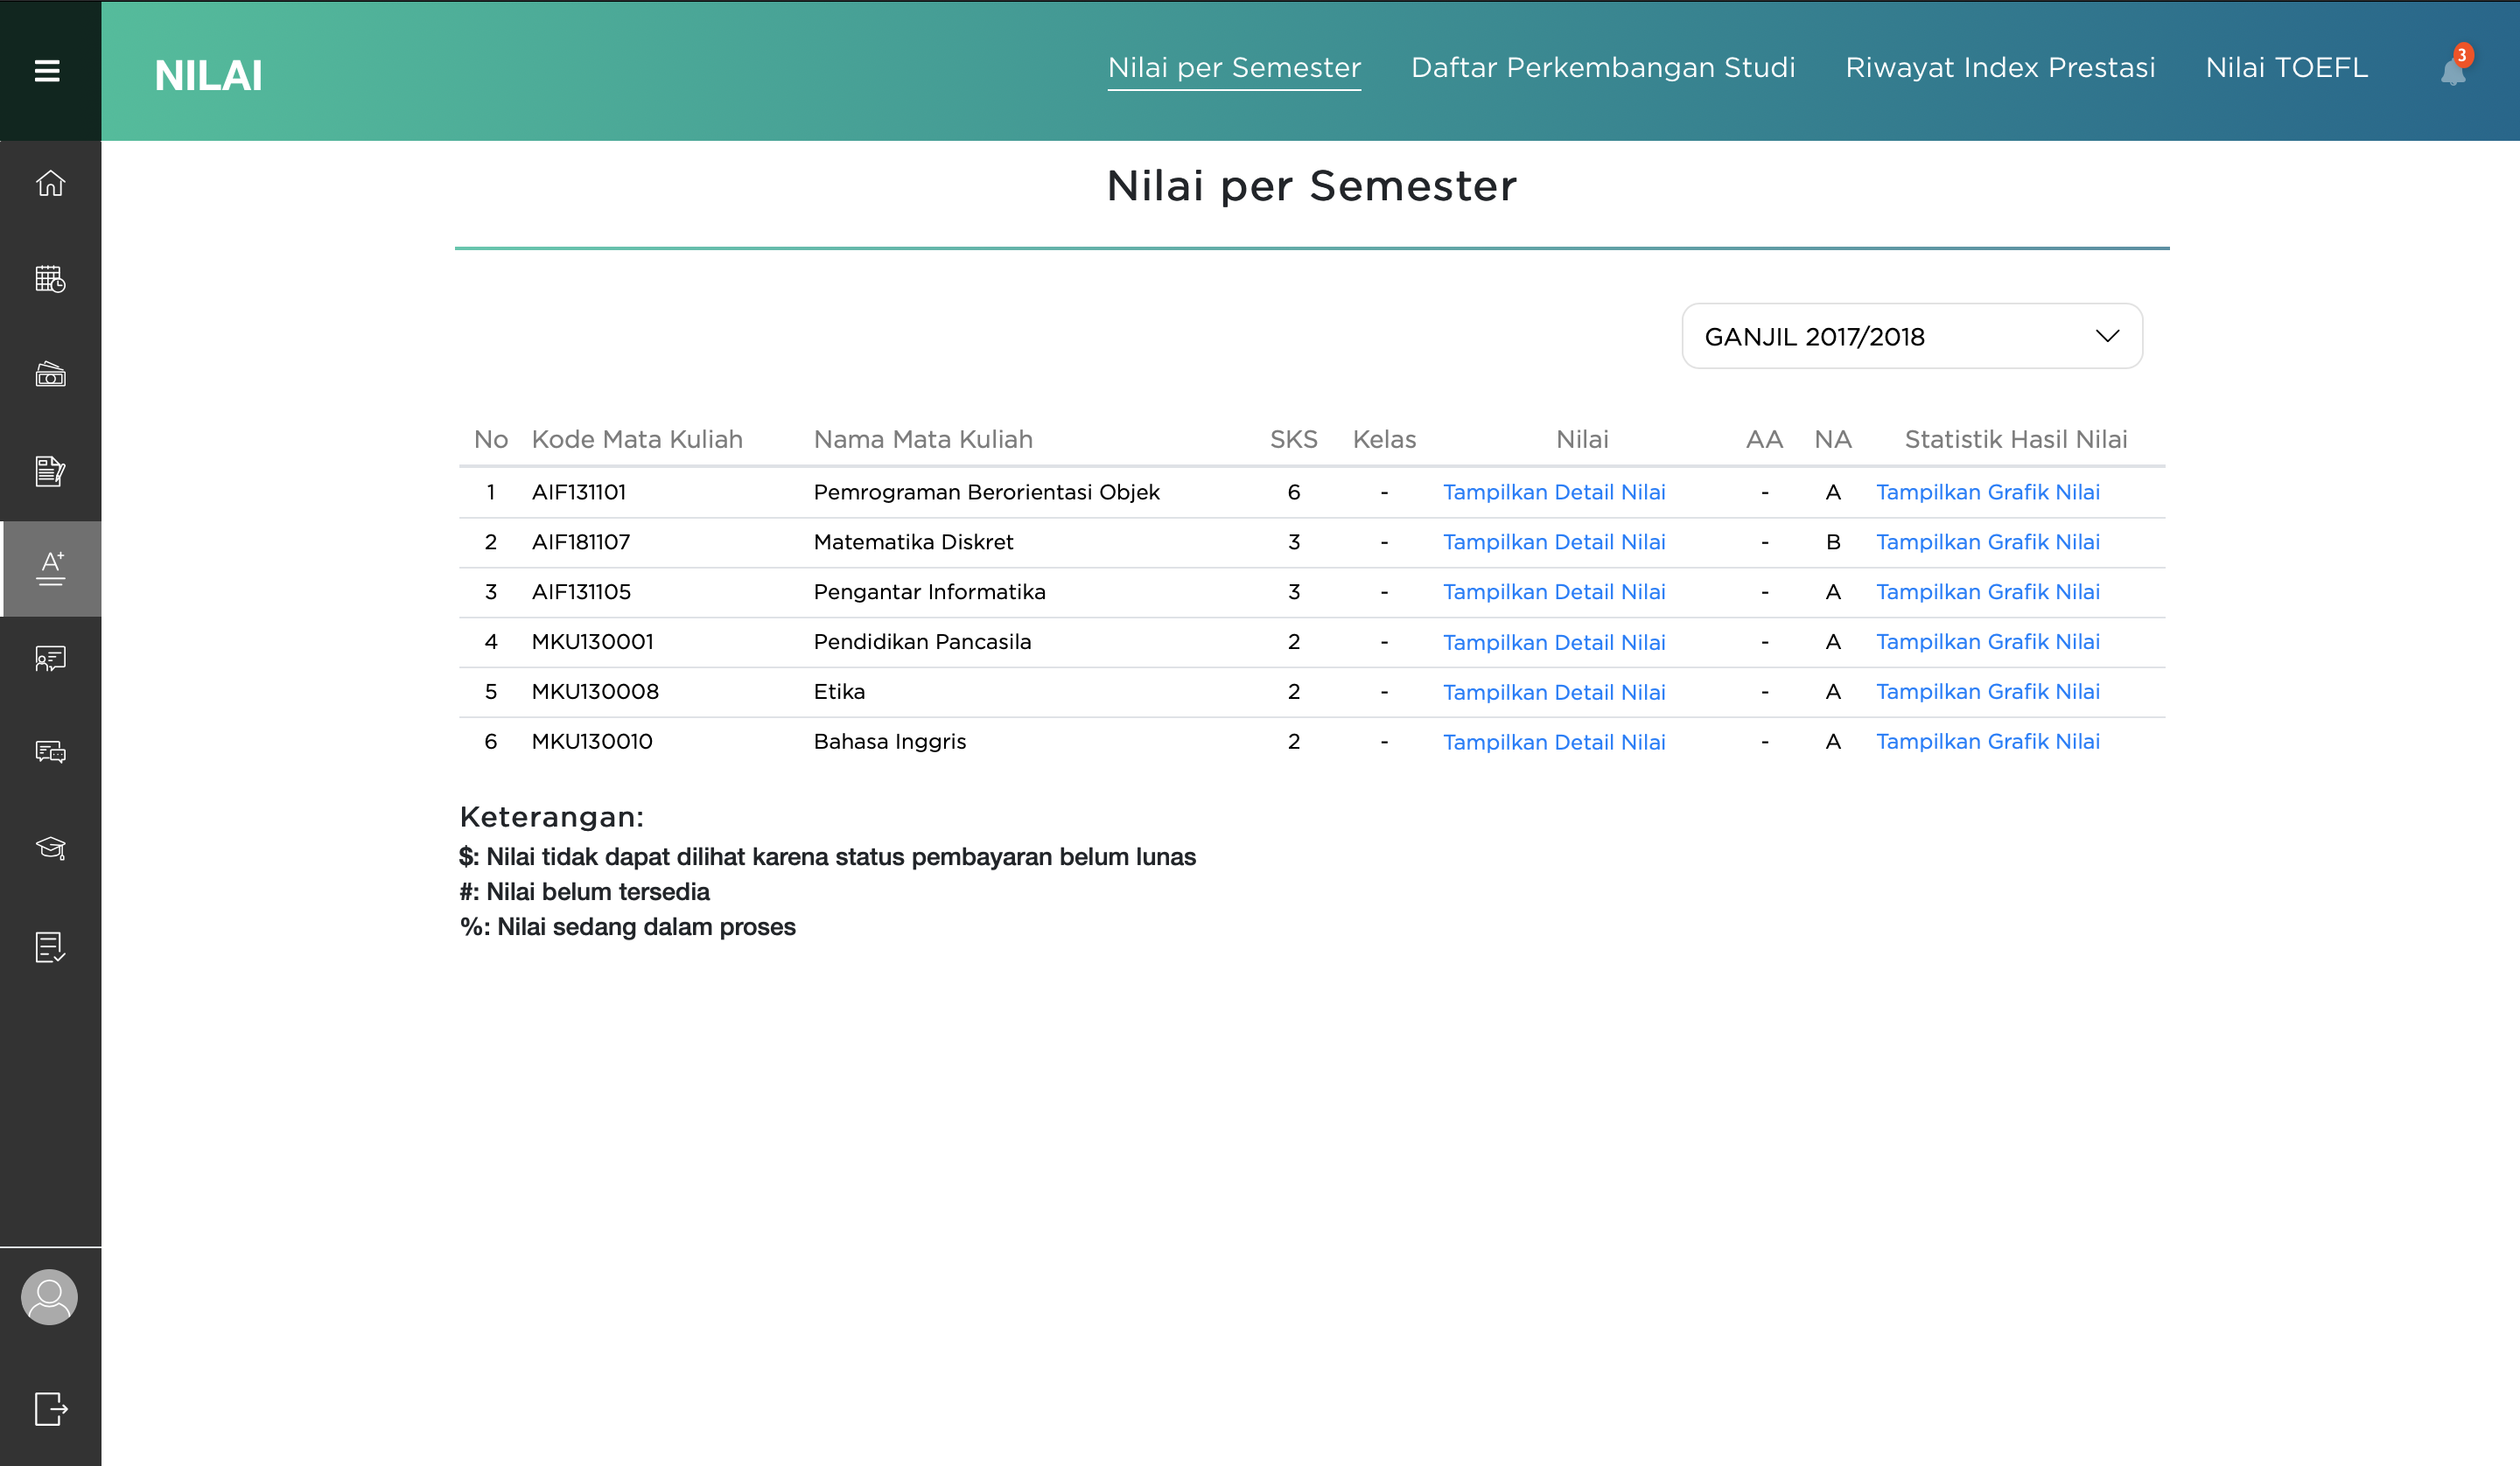 NILAI
Nilai per Semester Daftar Perkembangan Studi Riwayat Index Prestasi Nilai TOEFL 3
Nilai per Semester
GANJIL 2017/2018
No Kode Mata Kuliah Nama Mata Kuliah SKS Kelas Nilai AA NA Statistik Hasil Nilai
1 AIF131101 Pemrograman Berorientasi Objek 6 - Tampilkan Detail Nilai - A Tampilkan Grafik Nilai
2 AIF181107 Matematika Diskret 3 - Tampilkan Detail Nilai - B Tampilkan Grafik Nilai
3 AIF131105 Pengantar Informatika 3 - Tampilkan Detail Nilai - A Tampilkan Grafik Nilai
4 MKU130001 Pendidikan Pancasila 2 - Tampilkan Detail Nilai - A Tampilkan Grafik Nilai
5 MKU130008 Etika 2 - Tampilkan Detail Nilai - A Tampilkan Grafik Nilai
6 MKU130010 Bahasa Inggris 2 - Tampilkan Detail Nilai - A Tampilkan Grafik Nilai
Keterangan:
$: Nilai tidak dapat dilihat karena status pembayaran belum lunas
#: Nilai belum tersedia
%: Nilai sedang dalam proses
A+